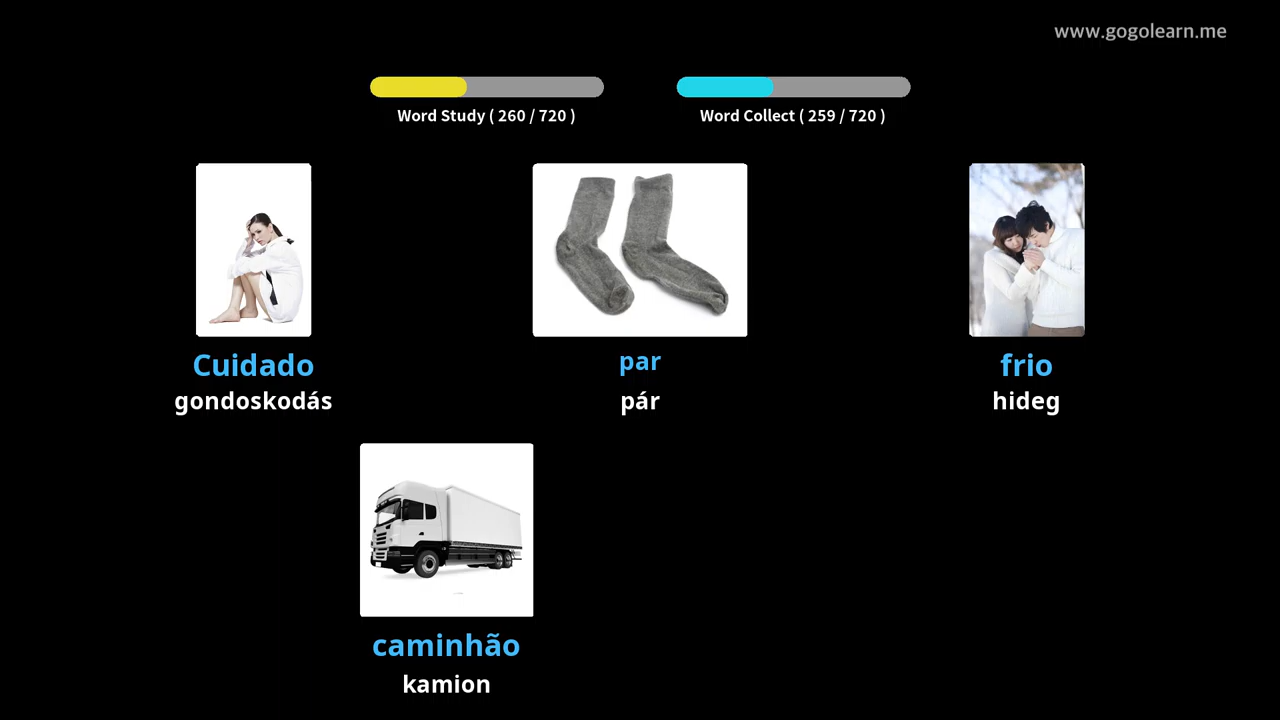 www.gogolearn.me
Word Study ( 260 / 720 )
Word Collect ( 259 / 720 )
Cuidado
gondoskodás
par
pár
frio
hideg
caminhão
kamion